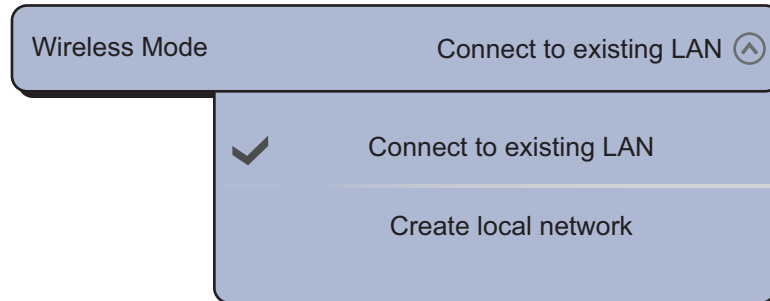 Wireless Mode Connect to existing LAN
Connect to existing LAN
Create local network